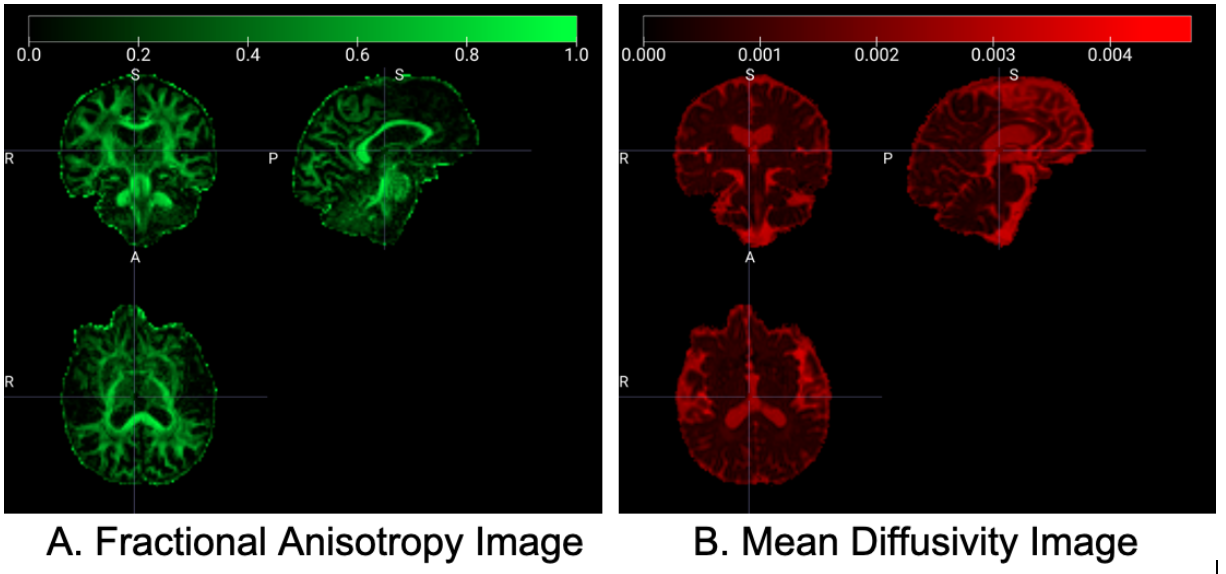 0.0 0.2 0.4 0.6 0.8 1.0
S
S
R
P
A
R
A. Fractional Anisotropy Image
0.000 0.001 0.002 0.003 0.004
S
S
R
P
A
R
B. Mean Diffusivity Image